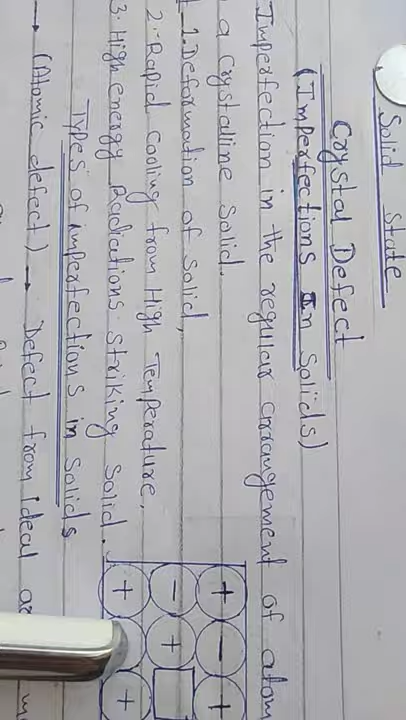 Solid State
Crystal Defect
(Imperfections In Solids)
Imperfection in the regular arrangement of atom
a crystalline solid.
1. Deformation of Solid,
2. Rapid cooling from High Temperature,
3. High energy Radiations striking Solid.
+ - +
- + +
+
Types of imperfections in solids
→ (Atomic defect) → Defect from ideal